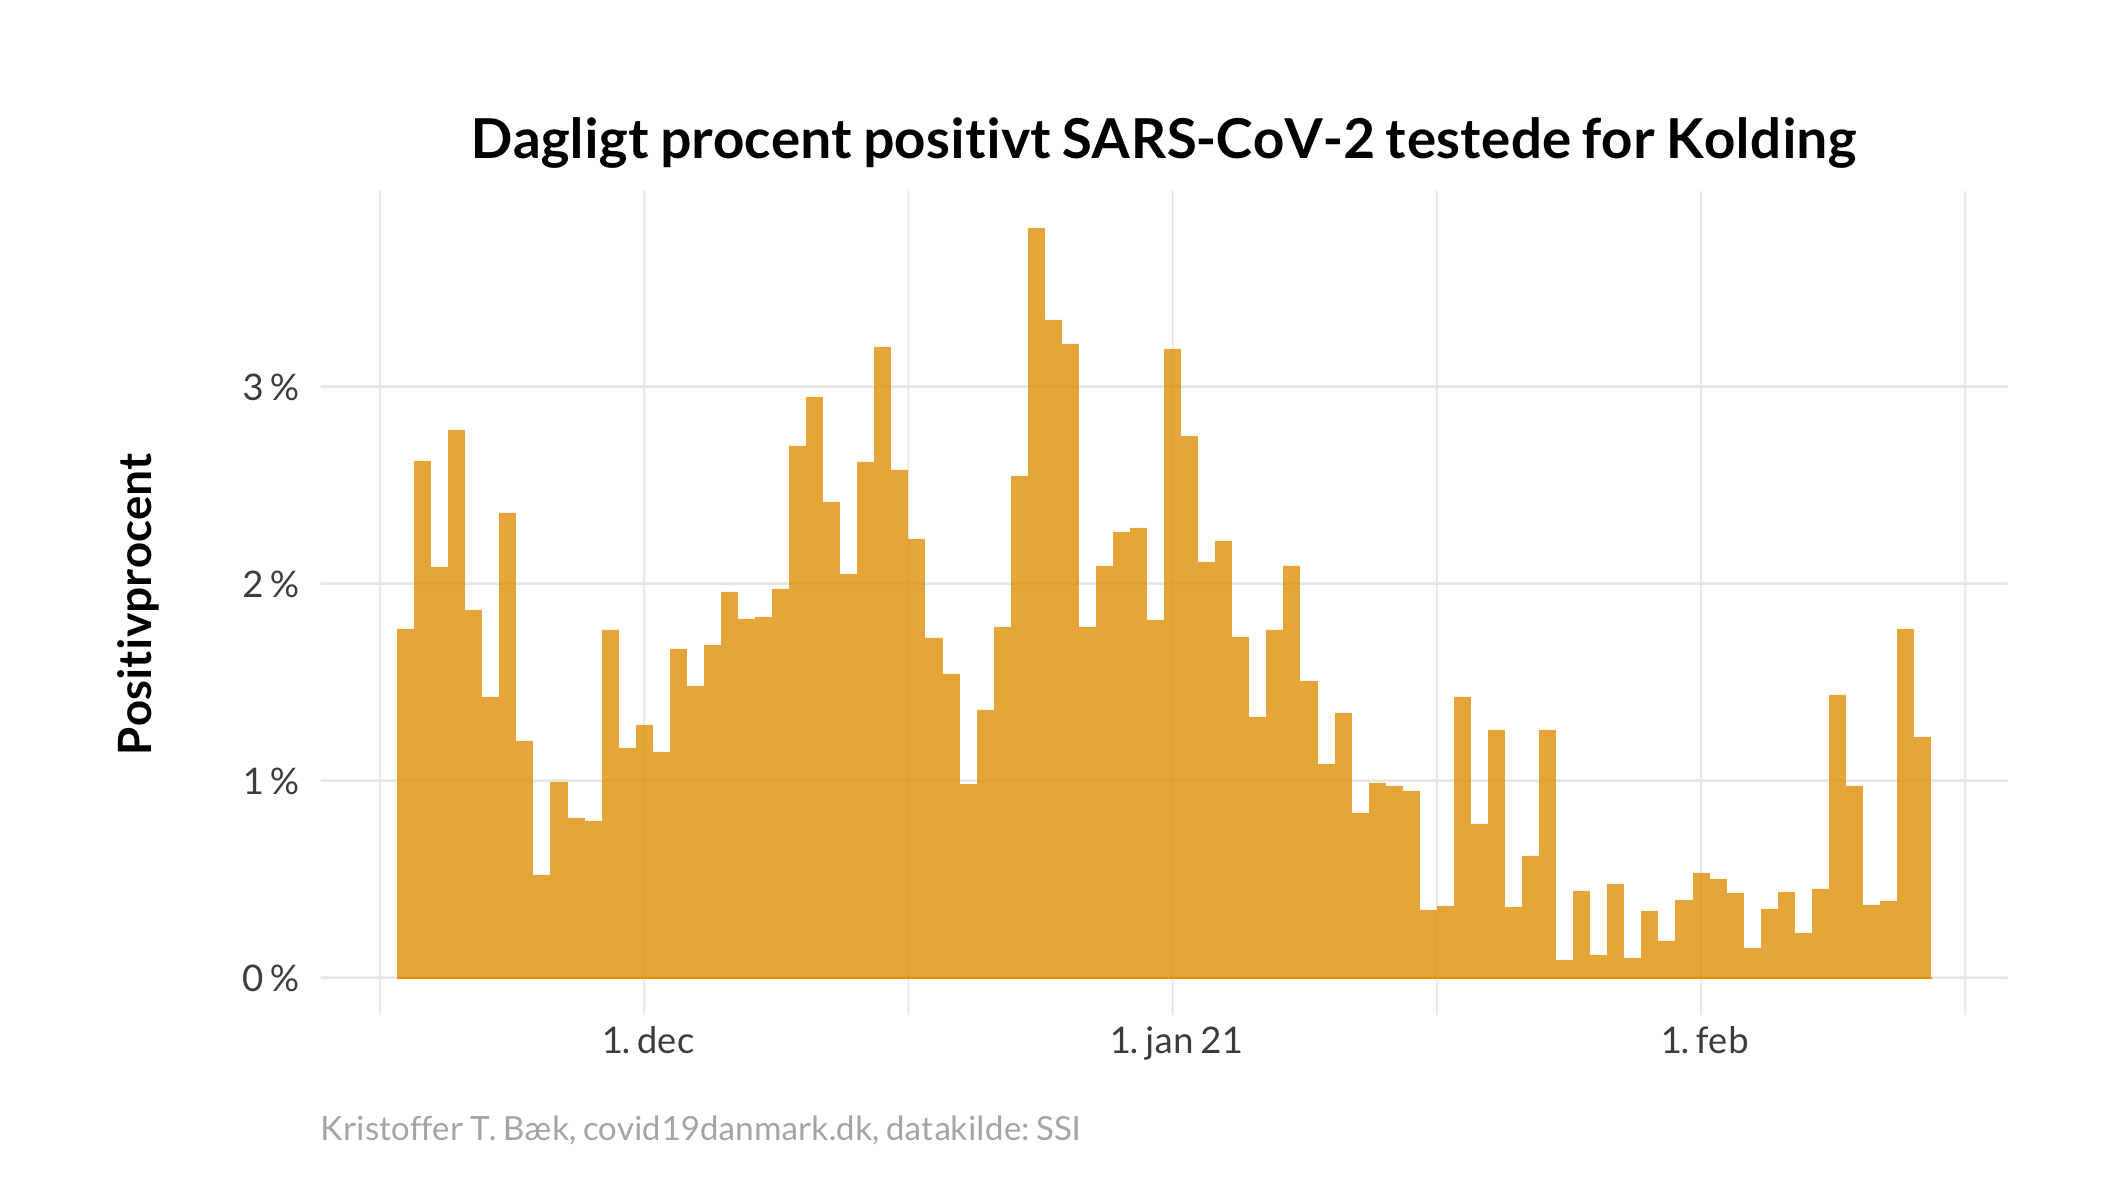 Dagligt procent positivt SARS-CoV-2 testede for Kolding
Positivprocent
3 %
2 %
1 %
0 %
1. dec
1. jan 21
1. feb
Kristoffer T. Bæk, covid19danmark.dk, datakilde: SSI